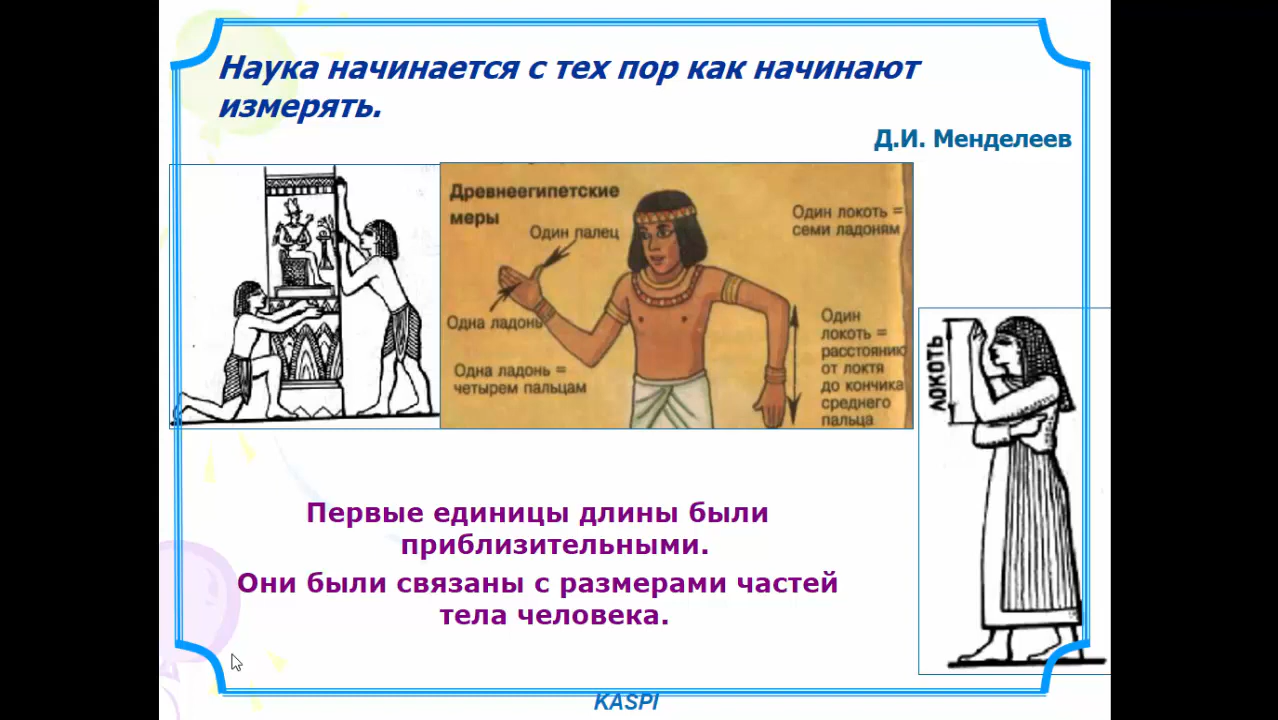 Наука начинается с тех пор как начинают
измерять.
Д.И. Менделеев
Древнеегипетские
меры
Один палец
Одна ладонь
Одна ладонь =
четырем пальцам
Один локоть =
семи ладоням
Один
локоть =
расстоянию
от локтя
до кончика
среднего
пальца
ЛОКОТЬ
Первые единицы длины были
приблизительными.
Они были связаны с размерами частей
тела человека.
KASPI